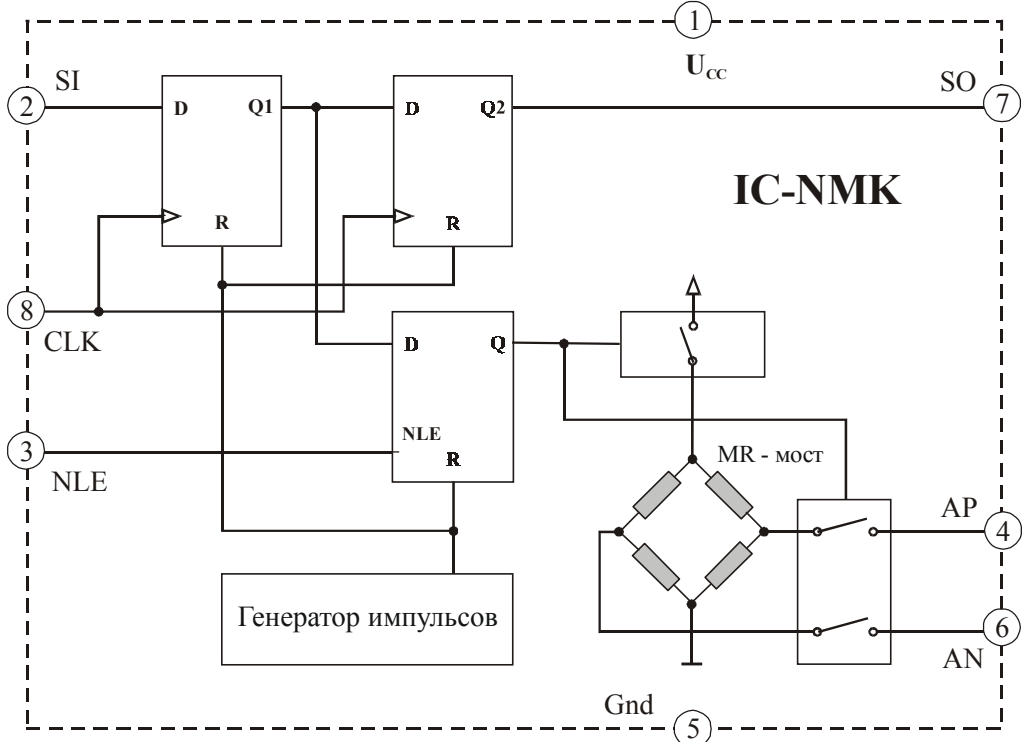 1
U_CC
SI
SO
2
D
Q1
D
Q2
7
IC-NMK
R
R
8
CLK
D
Q
NLE
3
R
NLE
MR - мост
AP
4
Генератор импульсов
6
AN
Gnd
5